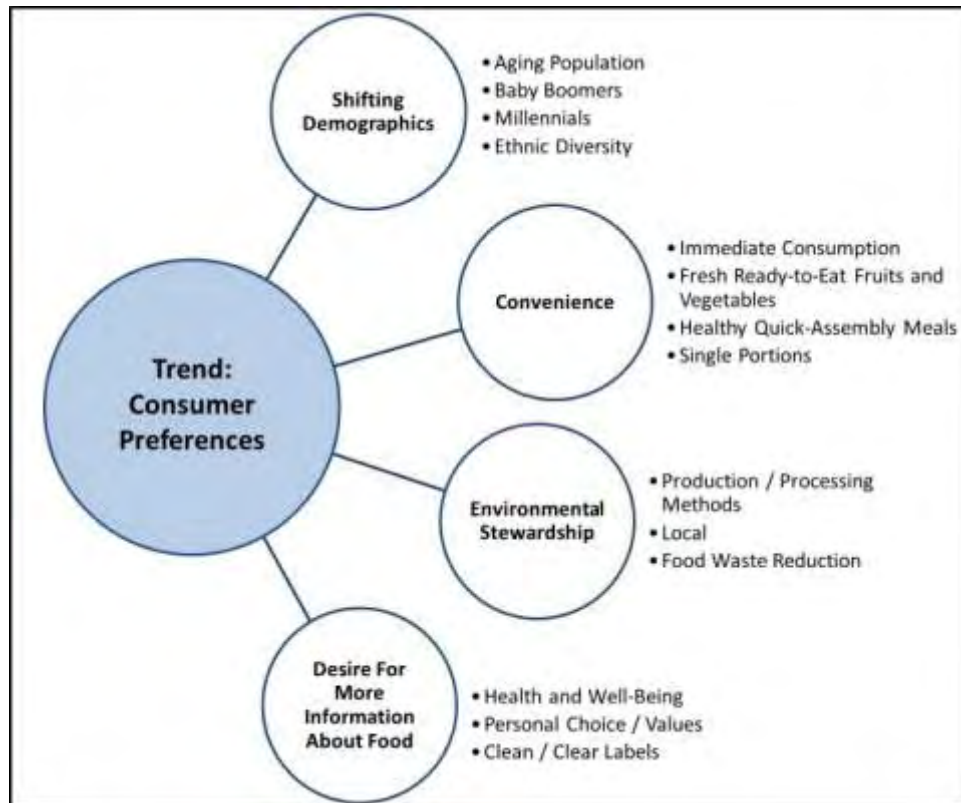 Trend:
Consumer
Preferences
Shifting
Demographics
• Aging Population
• Baby Boomers
• Millennials
• Ethnic Diversity
Convenience
• Immediate Consumption
• Fresh Ready-to-Eat Fruits and
Vegetables
• Healthy Quick-Assembly Meals
• Single Portions
Environmental
Stewardship
• Production / Processing
Methods
• Local
• Food Waste Reduction
Desire For
More
Information
About Food
• Health and Well-Being
• Personal Choice / Values
• Clean / Clear Labels